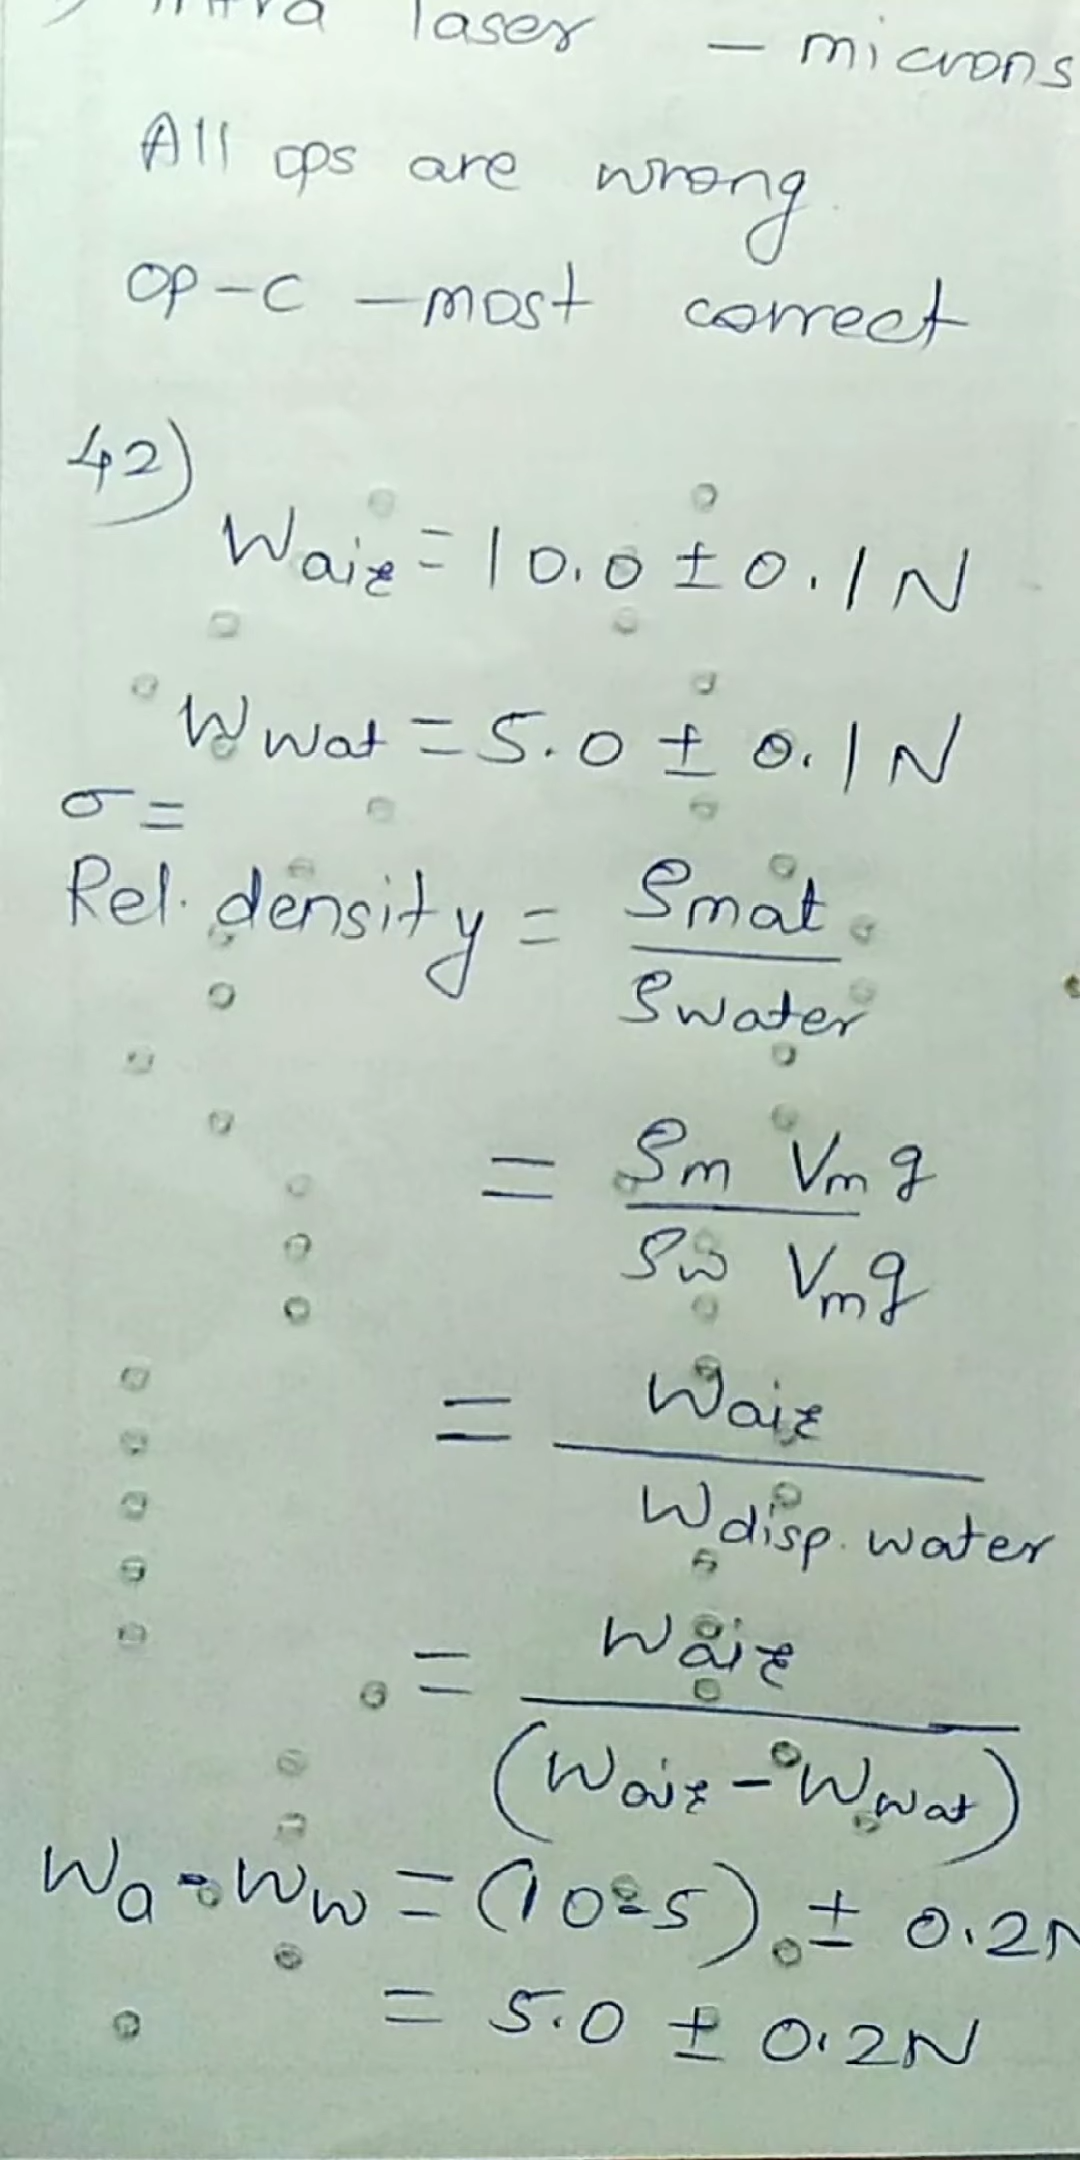 laser - microns
All ops are wrong.
op-c - most correct
42)
Wair = 10.0 ± 0.1 N
Wwat = 5.0 ± 0.1 N
σ =
Rel. density = ρmat / ρwater
= ρm Vm g / ρw Vm g
= Wair / Wdisp. water
= Wair / (Wair - Wwat)
Wa - Ww = (10-5) ± 0.2N
= 5.0 ± 0.2N